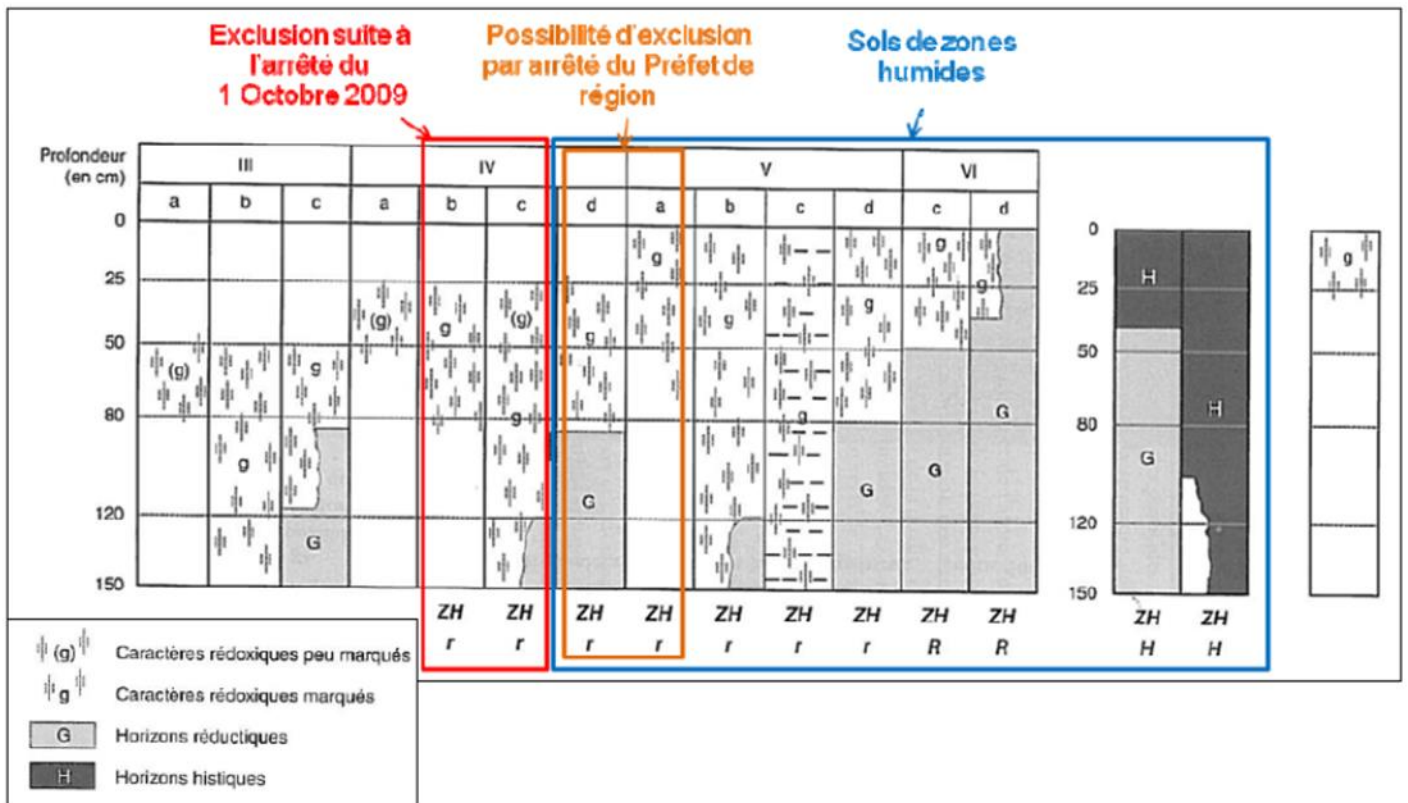 Exclusion suite à
l'arrêté du
1 Octobre 2009
Possibilité d'exclusion
par arrêté du Préfet de
région
Sols de zones
humides
Profondeur
(en cm)
III IV V VI
a b c a b c d a b c d c d
0 0
25 25
50 50
80 80
120 120
150 150
(g) g g G (g) g (g) g g G g g g g G g G g G
H G H
g
ZH ZH ZH ZH ZH ZH ZH ZH ZH ZH ZH
r r r r r r r R R H H
(g) Caractères rédoxiques peu marqués
g Caractères rédoxiques marqués
G Horizons réductiques
H Horizons histiques